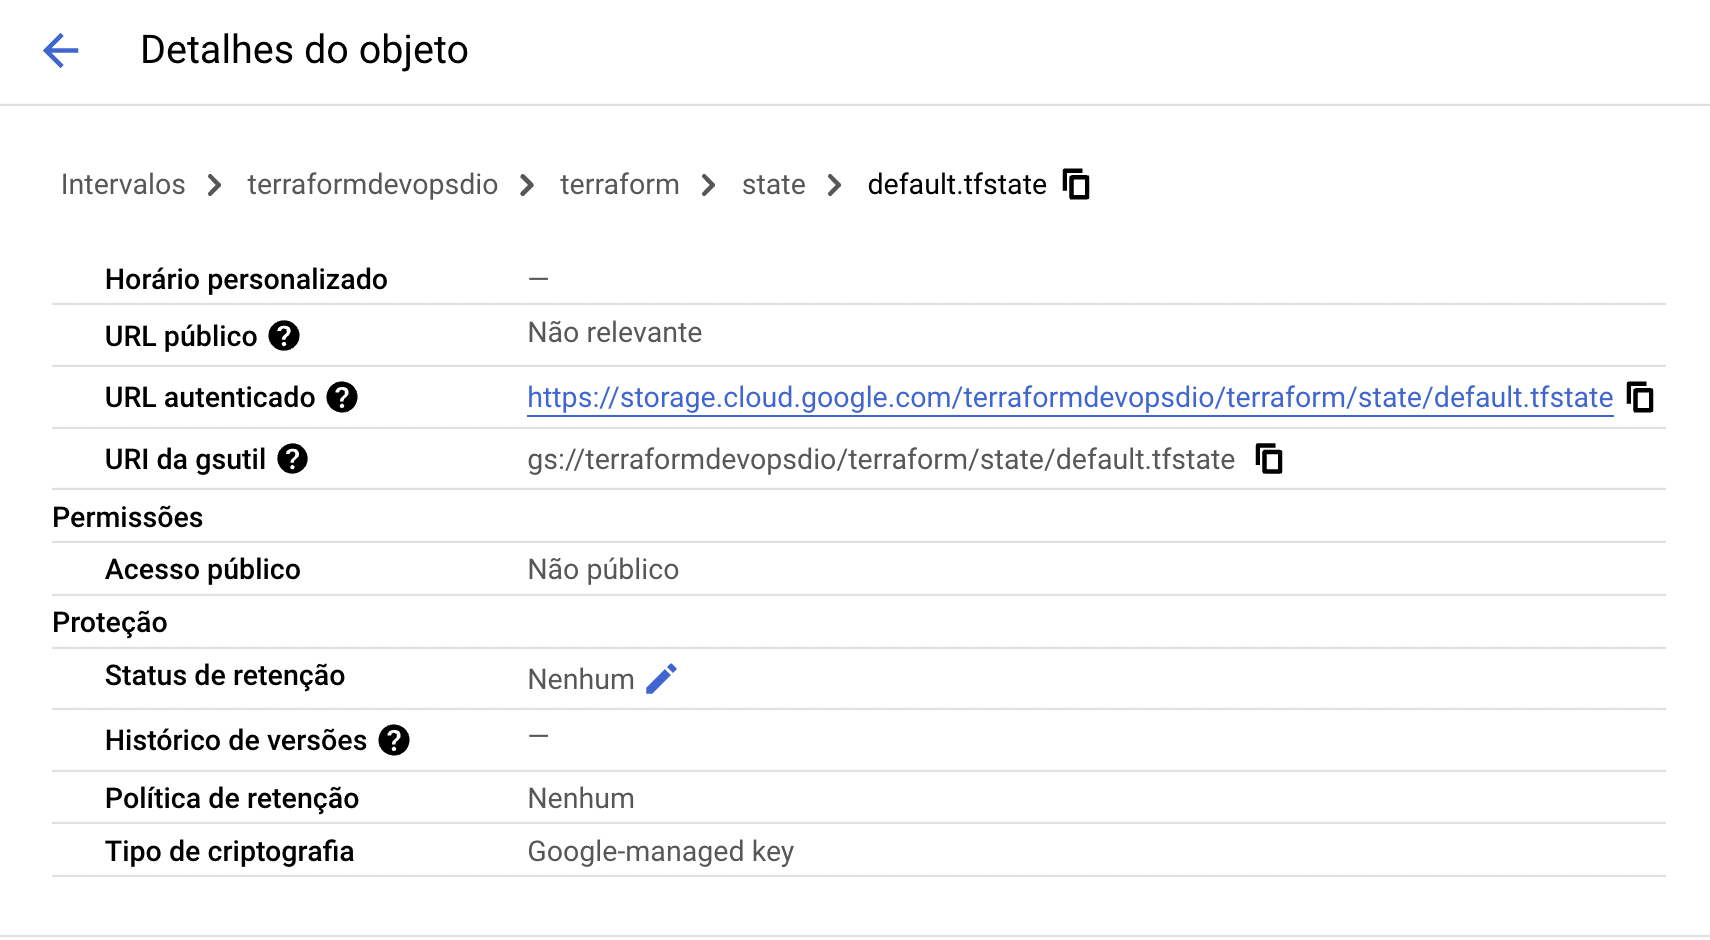 Detalhes do objeto
Intervalos > terraformdevopsdio > terraform > state > default.tfstate
Horário personalizado —
URL público ? Não relevante
URL autenticado ? https://storage.cloud.google.com/terraformdevopsdio/terraform/state/default.tfstate
URI da gsutil ? gs://terraformdevopsdio/terraform/state/default.tfstate
Permissões
Acesso público Não público
Proteção
Status de retenção Nenhum
Histórico de versões ? —
Política de retenção Nenhum
Tipo de criptografia Google-managed key